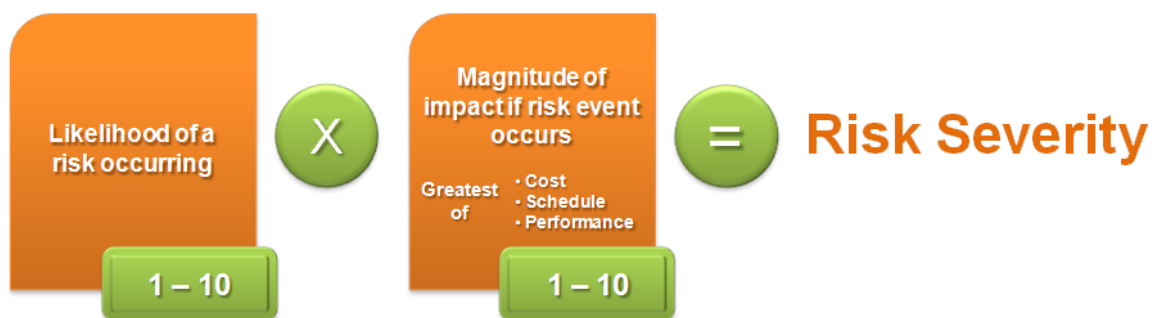 Likelihood of a
risk occurring
1 – 10
X
Magnitude of
impact if risk event
occurs
Greatest
of
• Cost
• Schedule
• Performance
1 – 10
=
Risk Severity